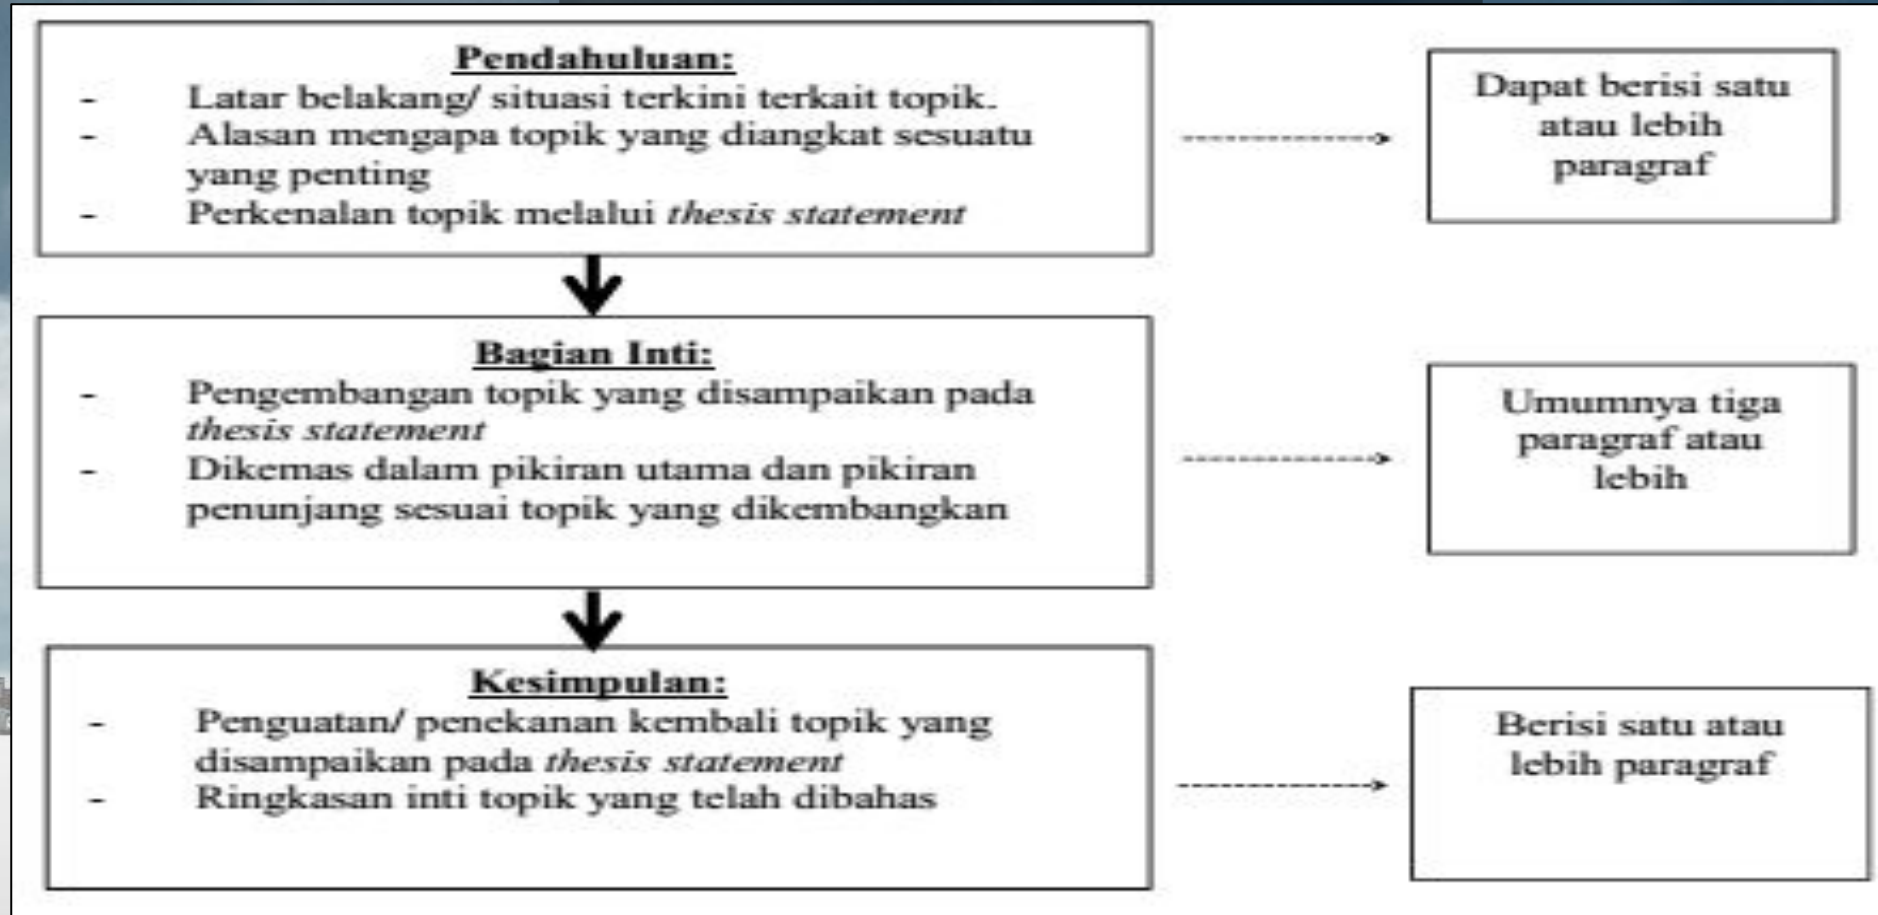 Pendahuluan:
- Latar belakang/ situasi terkini terkait topik.
- Alasan mengapa topik yang diangkat sesuatu
yang penting
- Perkenalan topik melalui thesis statement
Dapat berisi satu
atau lebih
paragraf
Bagian Inti:
- Pengembangan topik yang disampaikan pada
thesis statement
- Dikemas dalam pikiran utama dan pikiran
penunjang sesuai topik yang dikembangkan
Umumnya tiga
paragraf atau
lebih
Kesimpulan:
- Penguatan/ penekanan kembali topik yang
disampaikan pada thesis statement
- Ringkasan inti topik yang telah dibahas
Berisi satu atau
lebih paragraf